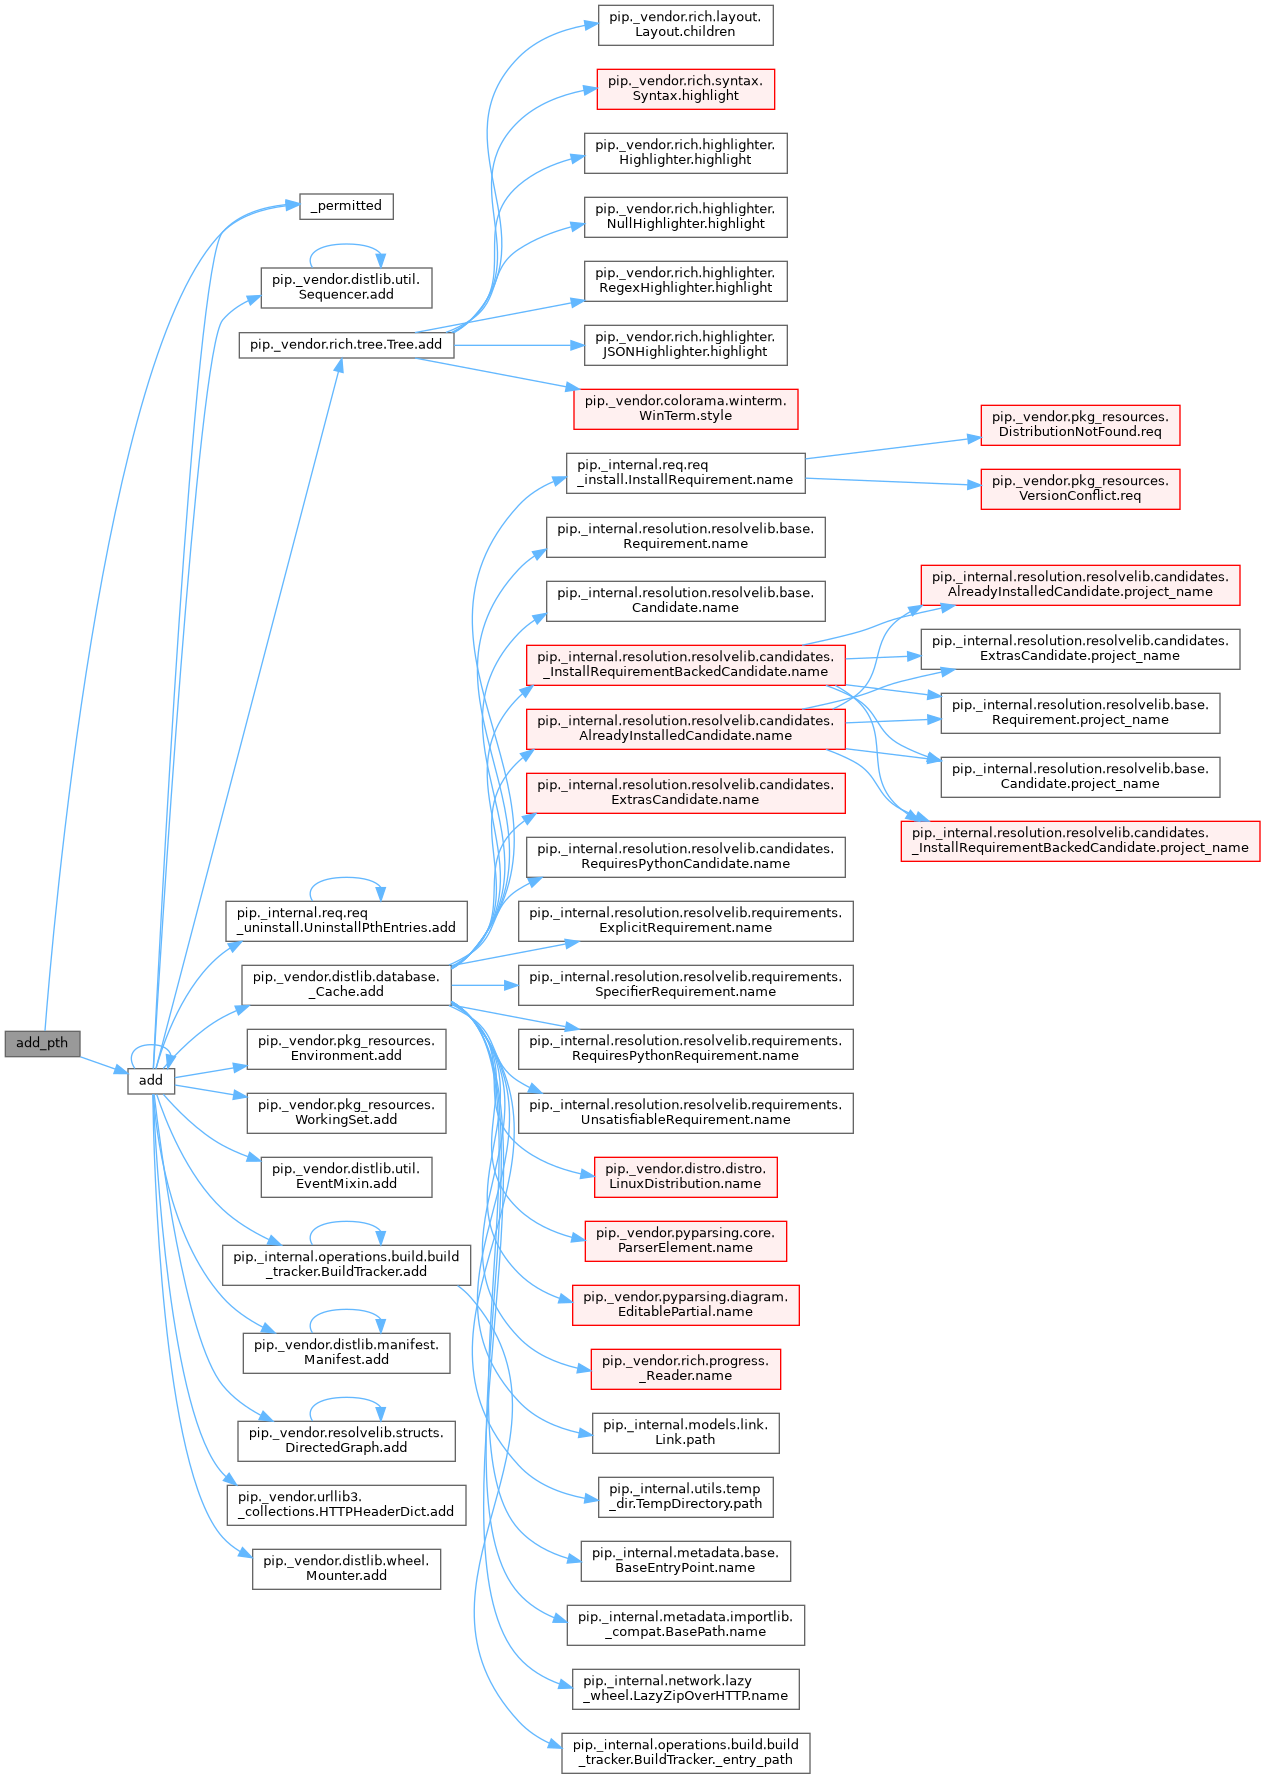 pip._vendor.rich.layout.
Layout.children
pip._vendor.rich.syntax.
Syntax.highlight
pip._vendor.rich.highlighter.
Highlighter.highlight
_permitted
pip._vendor.rich.highlighter.
NullHighlighter.highlight
pip._vendor.distlib.util.
Sequencer.add
pip._vendor.rich.highlighter.
RegexHighlighter.highlight
pip._vendor.rich.tree.Tree.add
pip._vendor.rich.highlighter.
JSONHighlighter.highlight
pip._vendor.colorama.winterm.
WinTerm.style
pip._vendor.pkg_resources.
DistributionNotFound.req
pip._internal.req.req
_install.InstallRequirement.name
pip._vendor.pkg_resources.
VersionConflict.req
pip._internal.resolution.resolvelib.base.
Requirement.name
pip._internal.resolution.resolvelib.candidates.
AlreadyInstalledCandidate.project_name
pip._internal.resolution.resolvelib.base.
Candidate.name
pip._internal.resolution.resolvelib.candidates.
ExtrasCandidate.project_name
pip._internal.resolution.resolvelib.candidates.
_InstallRequirementBackedCandidate.name
pip._internal.resolution.resolvelib.base.
Requirement.project_name
pip._internal.resolution.resolvelib.candidates.
AlreadyInstalledCandidate.name
pip._internal.resolution.resolvelib.base.
Candidate.project_name
pip._internal.resolution.resolvelib.candidates.
ExtrasCandidate.name
pip._internal.resolution.resolvelib.candidates.
_InstallRequirementBackedCandidate.project_name
pip._internal.resolution.resolvelib.candidates.
RequiresPythonCandidate.name
pip._internal.req.req
_uninstall.UninstallPthEntries.add
pip._internal.resolution.resolvelib.requirements.
ExplicitRequirement.name
pip._vendor.distlib.database.
_Cache.add
pip._internal.resolution.resolvelib.requirements.
SpecifierRequirement.name
add_pth
pip._vendor.pkg_resources.
Environment.add
pip._internal.resolution.resolvelib.requirements.
RequiresPythonRequirement.name
add
pip._vendor.pkg_resources.
WorkingSet.add
pip._internal.resolution.resolvelib.requirements.
UnsatisfiableRequirement.name
pip._vendor.distlib.util.
EventMixin.add
pip._vendor.distro.distro.
LinuxDistribution.name
pip._vendor.pyparsing.core.
ParserElement.name
pip._internal.operations.build.build
_tracker.BuildTracker.add
pip._vendor.pyparsing.diagram.
EditablePartial.name
pip._vendor.distlib.manifest.
Manifest.add
pip._vendor.rich.progress.
_Reader.name
pip._vendor.resolvelib.structs.
DirectedGraph.add
pip._internal.models.link.
Link.path
pip._vendor.urllib3.
_collections.HTTPHeaderDict.add
pip._internal.utils.temp
_dir.TempDirectory.path
pip._vendor.distlib.wheel.
Mounter.add
pip._internal.metadata.base.
BaseEntryPoint.name
pip._internal.metadata.importlib.
_compat.BasePath.name
pip._internal.network.lazy
_wheel.LazyZipOverHTTP.name
pip._internal.operations.build.build
_tracker.BuildTracker._entry_path